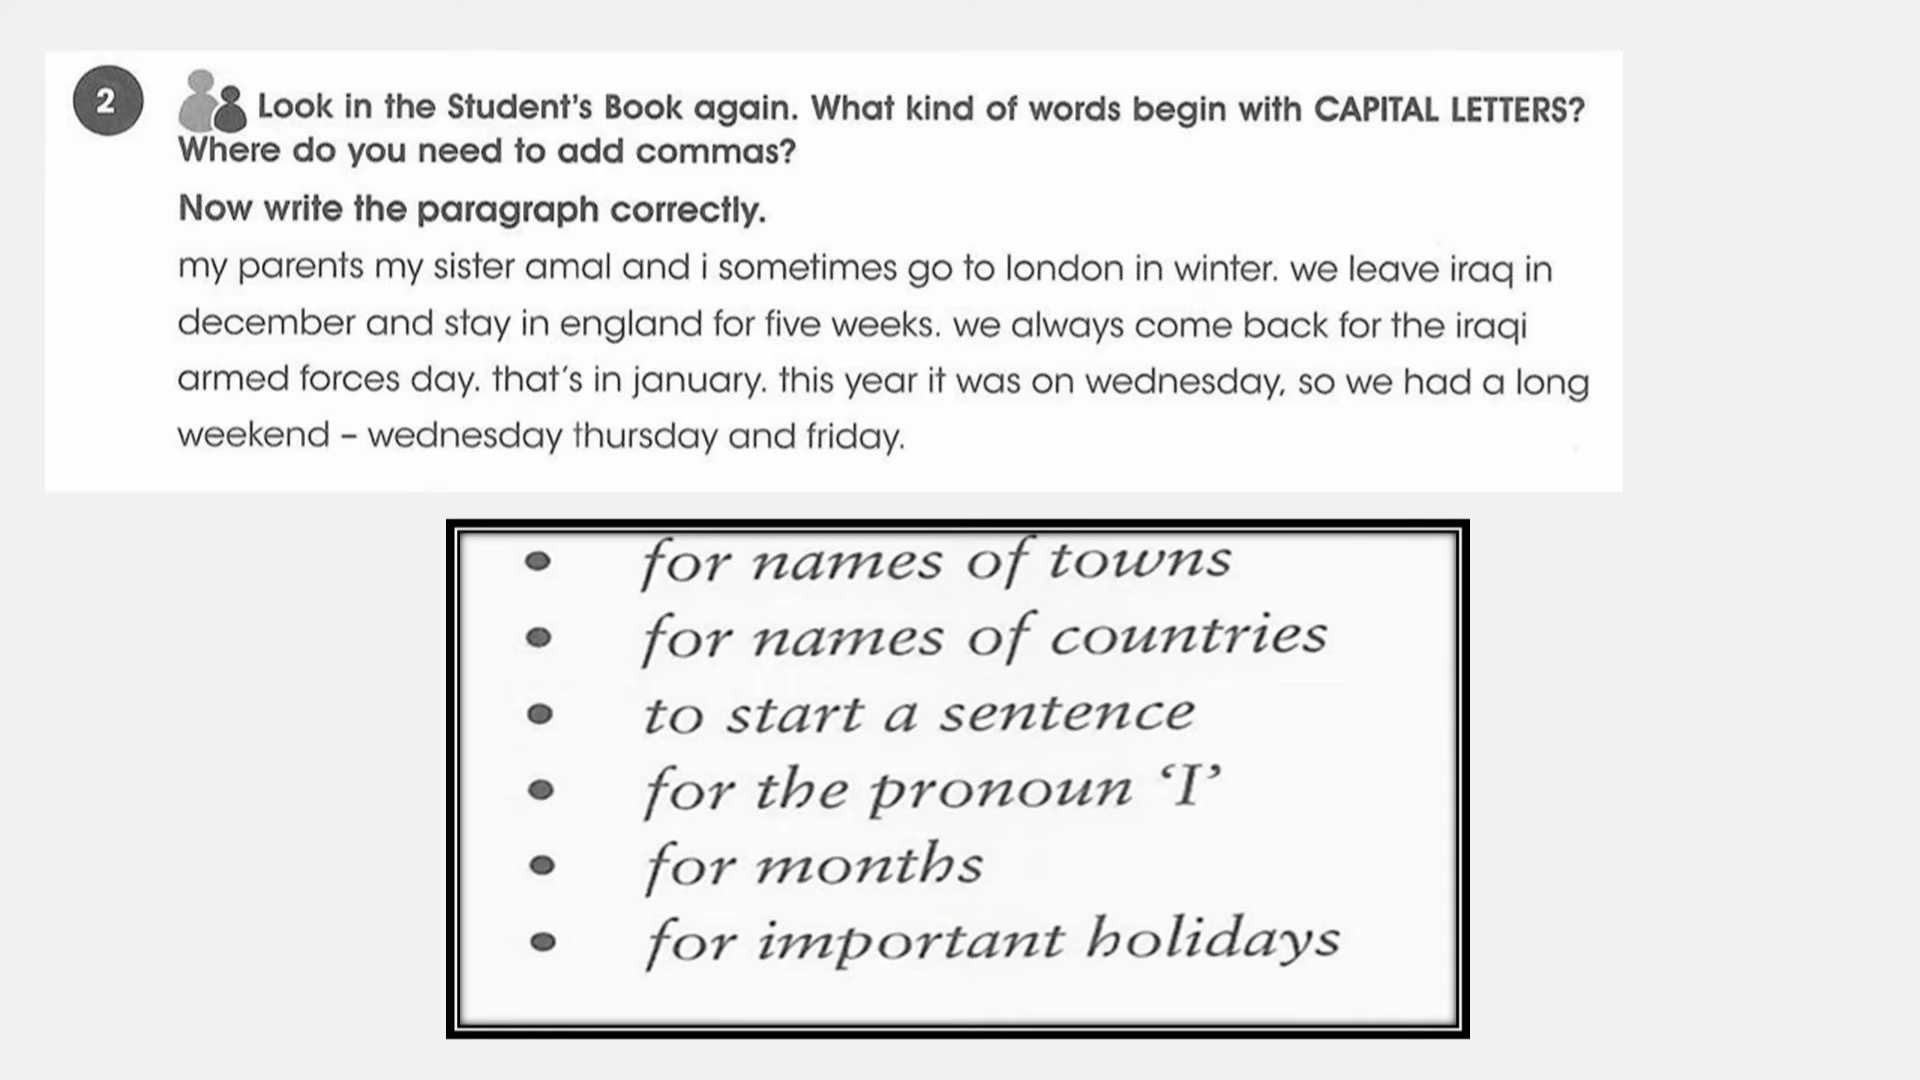 2
Look in the Student's Book again. What kind of words begin with CAPITAL LETTERS?
Where do you need to add commas?
Now write the paragraph correctly.
my parents my sister amal and i sometimes go to london in winter. we leave iraq in
december and stay in england for five weeks. we always come back for the iraqi
armed forces day. that's in january. this year it was on wednesday, so we had a long
weekend – wednesday thursday and friday.
• for names of towns
• for names of countries
• to start a sentence
• for the pronoun ‘I’
• for months
• for important holidays